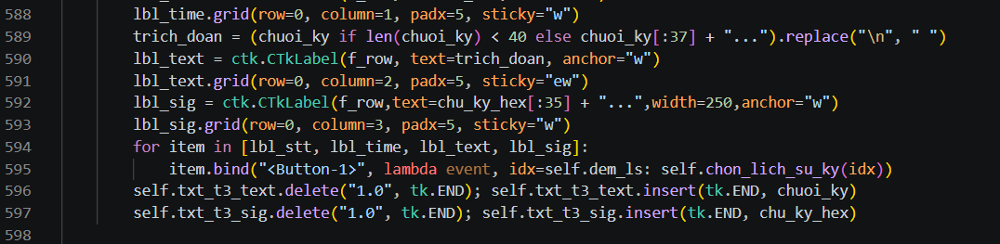 588 lbl_time.grid(row=0, column=1, padx=5, sticky="w")
589 trich_doan = (chuoi_ky if len(chuoi_ky) < 40 else chuoi_ky[:37] + "...").replace("\n", " ")
590 lbl_text = ctk.CTkLabel(f_row, text=trich_doan, anchor="w")
591 lbl_text.grid(row=0, column=2, padx=5, sticky="ew")
592 lbl_sig = ctk.CTkLabel(f_row,text=chu_ky_hex[:35] + "...",width=250,anchor="w")
593 lbl_sig.grid(row=0, column=3, padx=5, sticky="w")
594 for item in [lbl_stt, lbl_time, lbl_text, lbl_sig]:
595 item.bind("<Button-1>", lambda event, idx=self.dem_ls: self.chon_lich_su_ky(idx))
596 self.txt_t3_text.delete("1.0", tk.END); self.txt_t3_text.insert(tk.END, chuoi_ky)
597 self.txt_t3_sig.delete("1.0", tk.END); self.txt_t3_sig.insert(tk.END, chu_ky_hex)
598